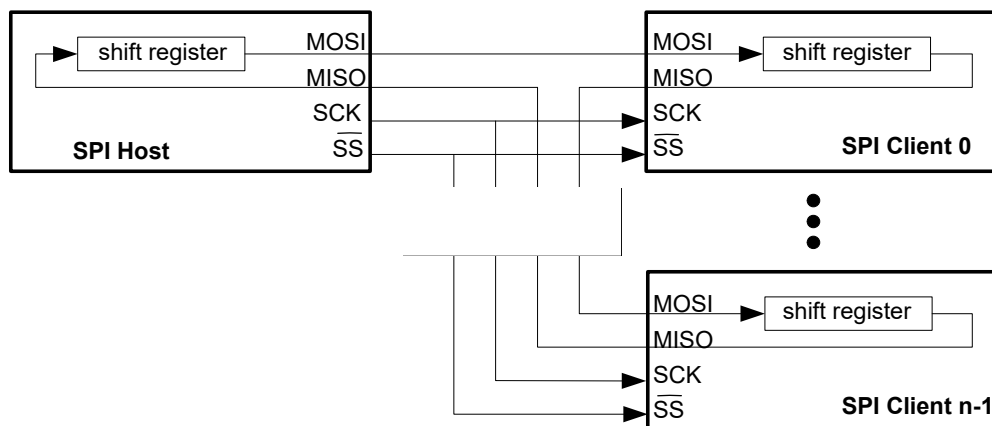 shift register
MOSI
MISO
SCK
SS
SPI Host
MOSI
shift register
MISO
SCK
SS
SPI Client 0
MOSI
shift register
MISO
SCK
SS
SPI Client n-1